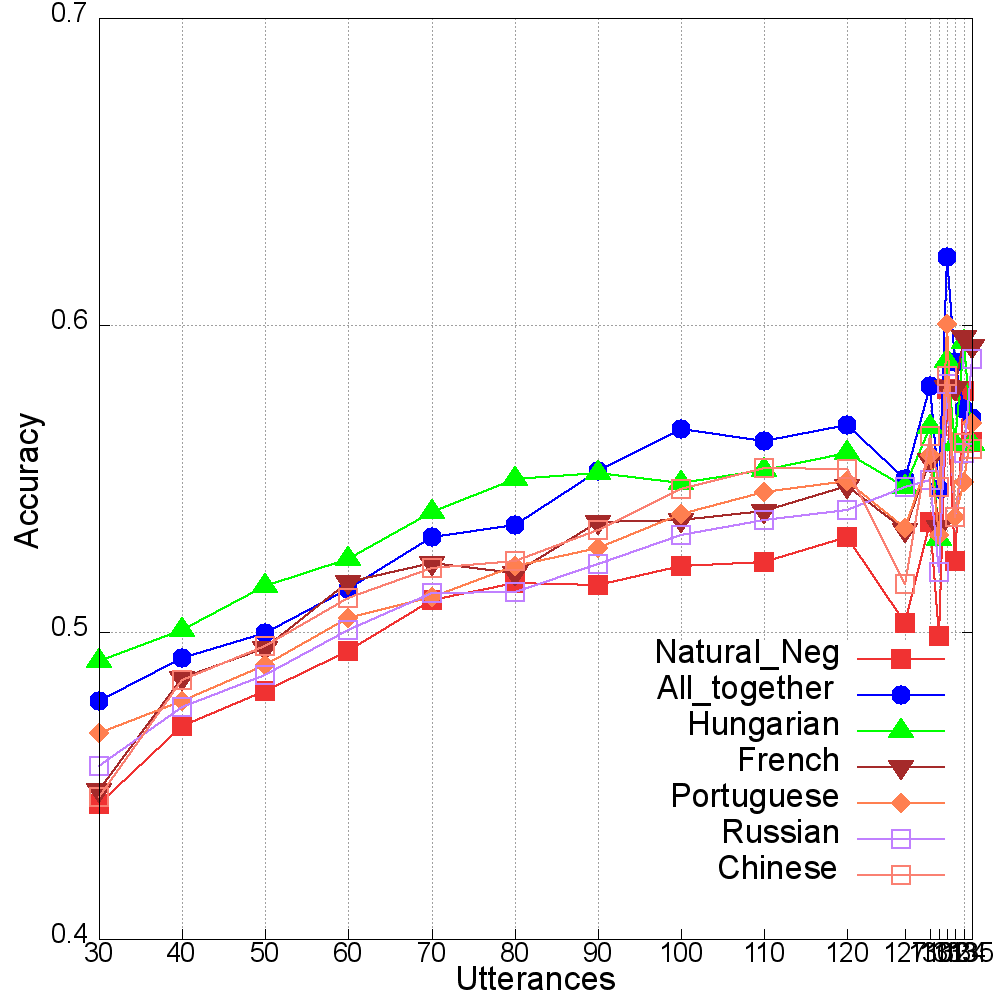 0.7
0.6
0.5
0.4
Accuracy
Natural_Neg
All_together
Hungarian
French
Portuguese
Russian
Chinese
30 40 50 60 70 80 90 100 110 120
Utterances